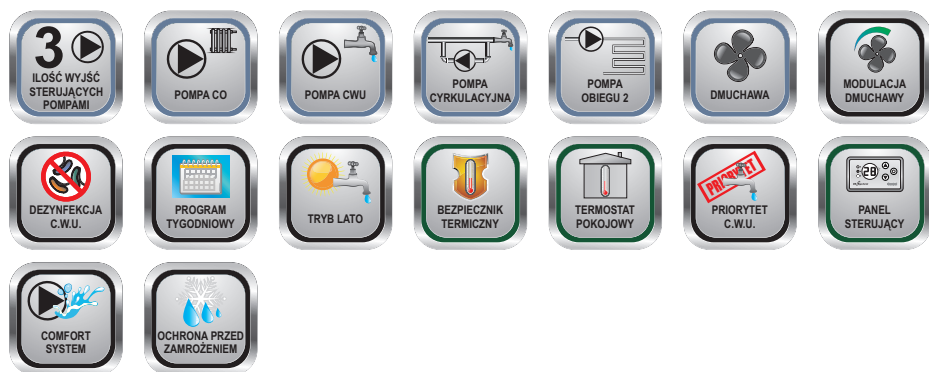 3
ILOŚĆ WYJŚĆ
STERUJĄCYCH
POMPAMI
POMPA CO
POMPA CWU
POMPA
CYRKULACYJNA
POMPA
OBIEGU 2
DMUCHAWA
MODULACJA
DMUCHAWY
DEZYNFEKCJA
C.W.U.
PROGRAM
TYGODNIOWY
TRYB LATO
BEZPIECZNIK
TERMICZNY
TERMOSTAT
POKOJOWY
PRIORYTET
PRIORYTET
C.W.U.
28
PANEL
STERUJĄCY
COMFORT
SYSTEM
OCHRONA PRZED
ZAMROŻENIEM